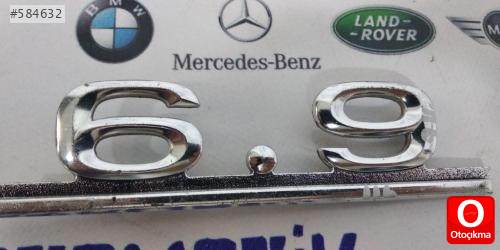 #584632
BMW
Mercedes-Benz
LAND-
ROVER
6.9
Otoçıkma